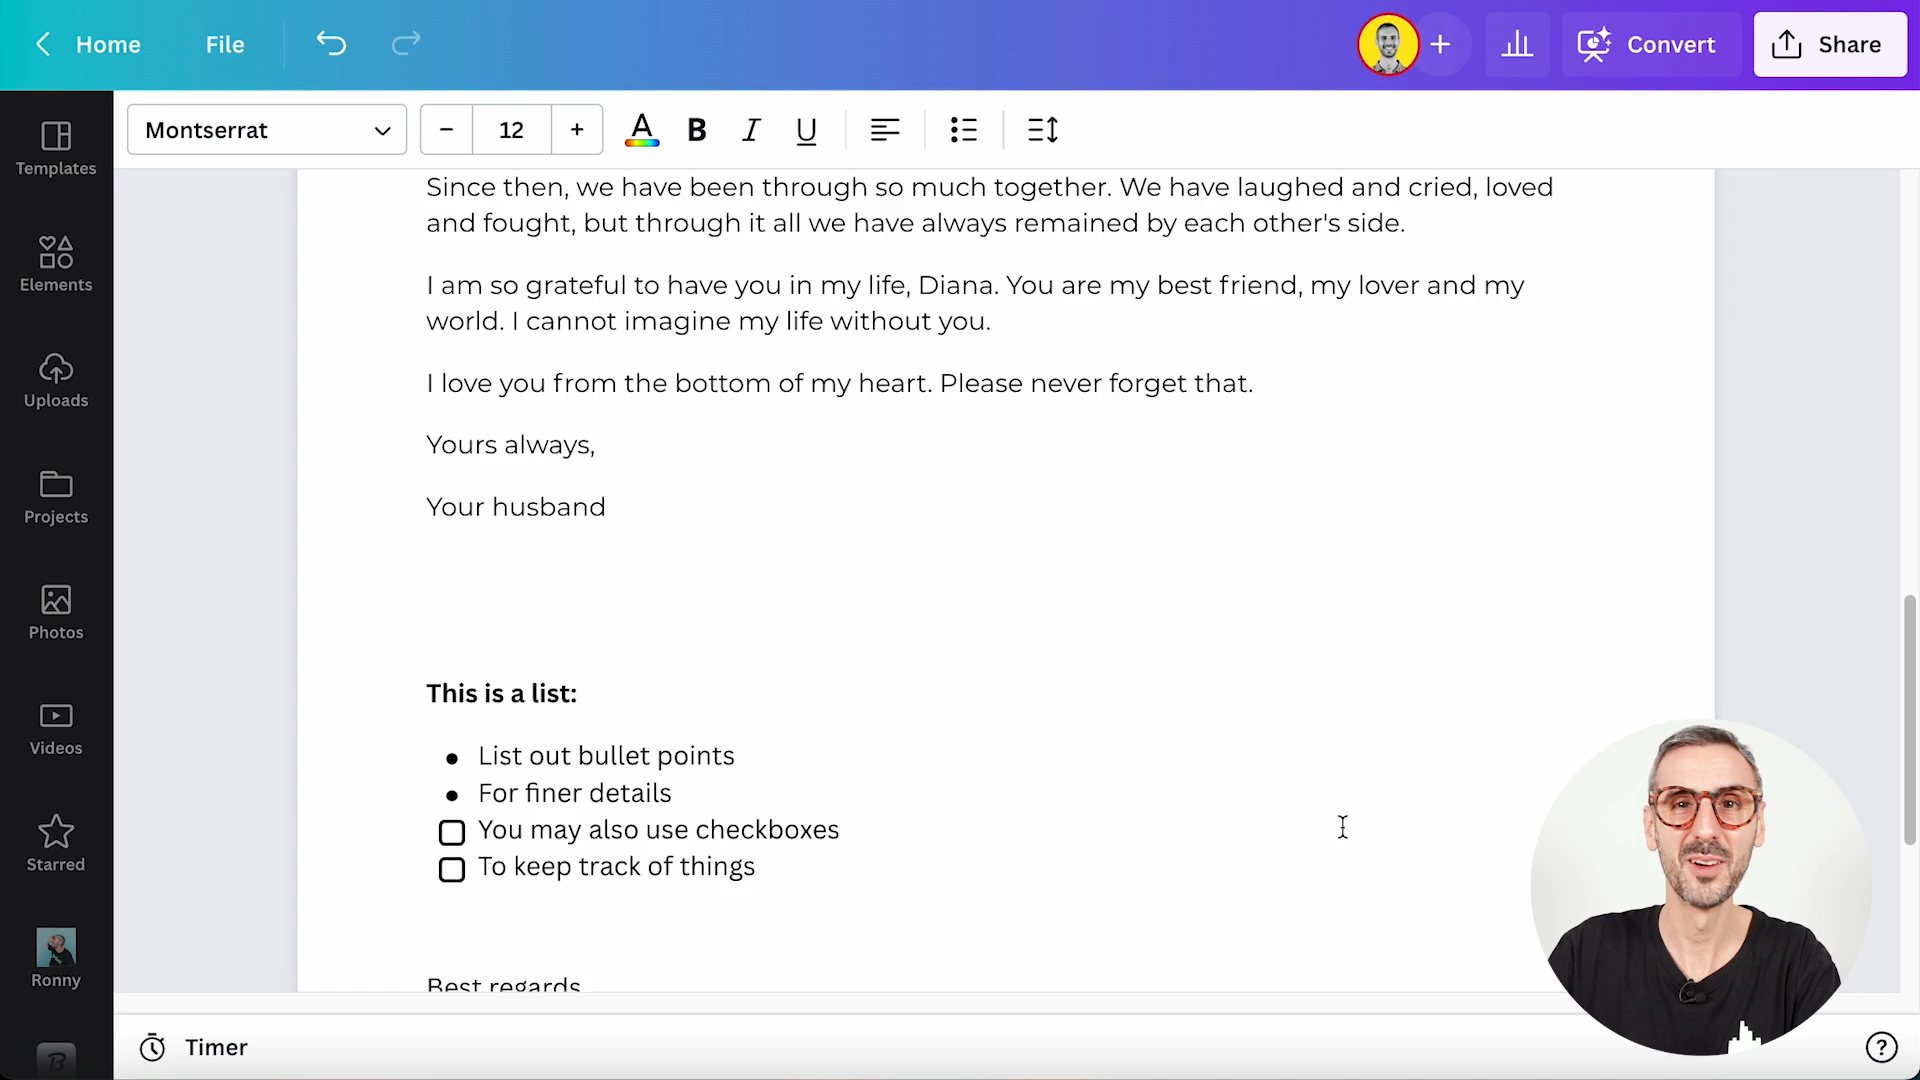 Home
File
Convert
Share
Montserrat
12
A
B
I
U
Templates
Elements
Uploads
Projects
Photos
Videos
Starred
Ronny
B
Since then, we have been through so much together. We have laughed and cried, loved
and fought, but through it all we have always remained by each other's side.
I am so grateful to have you in my life, Diana. You are my best friend, my lover and my
world. I cannot imagine my life without you.
I love you from the bottom of my heart. Please never forget that.
Yours always,
Your husband
This is a list:
List out bullet points
For finer details
You may also use checkboxes
To keep track of things
Best regards
Timer
?